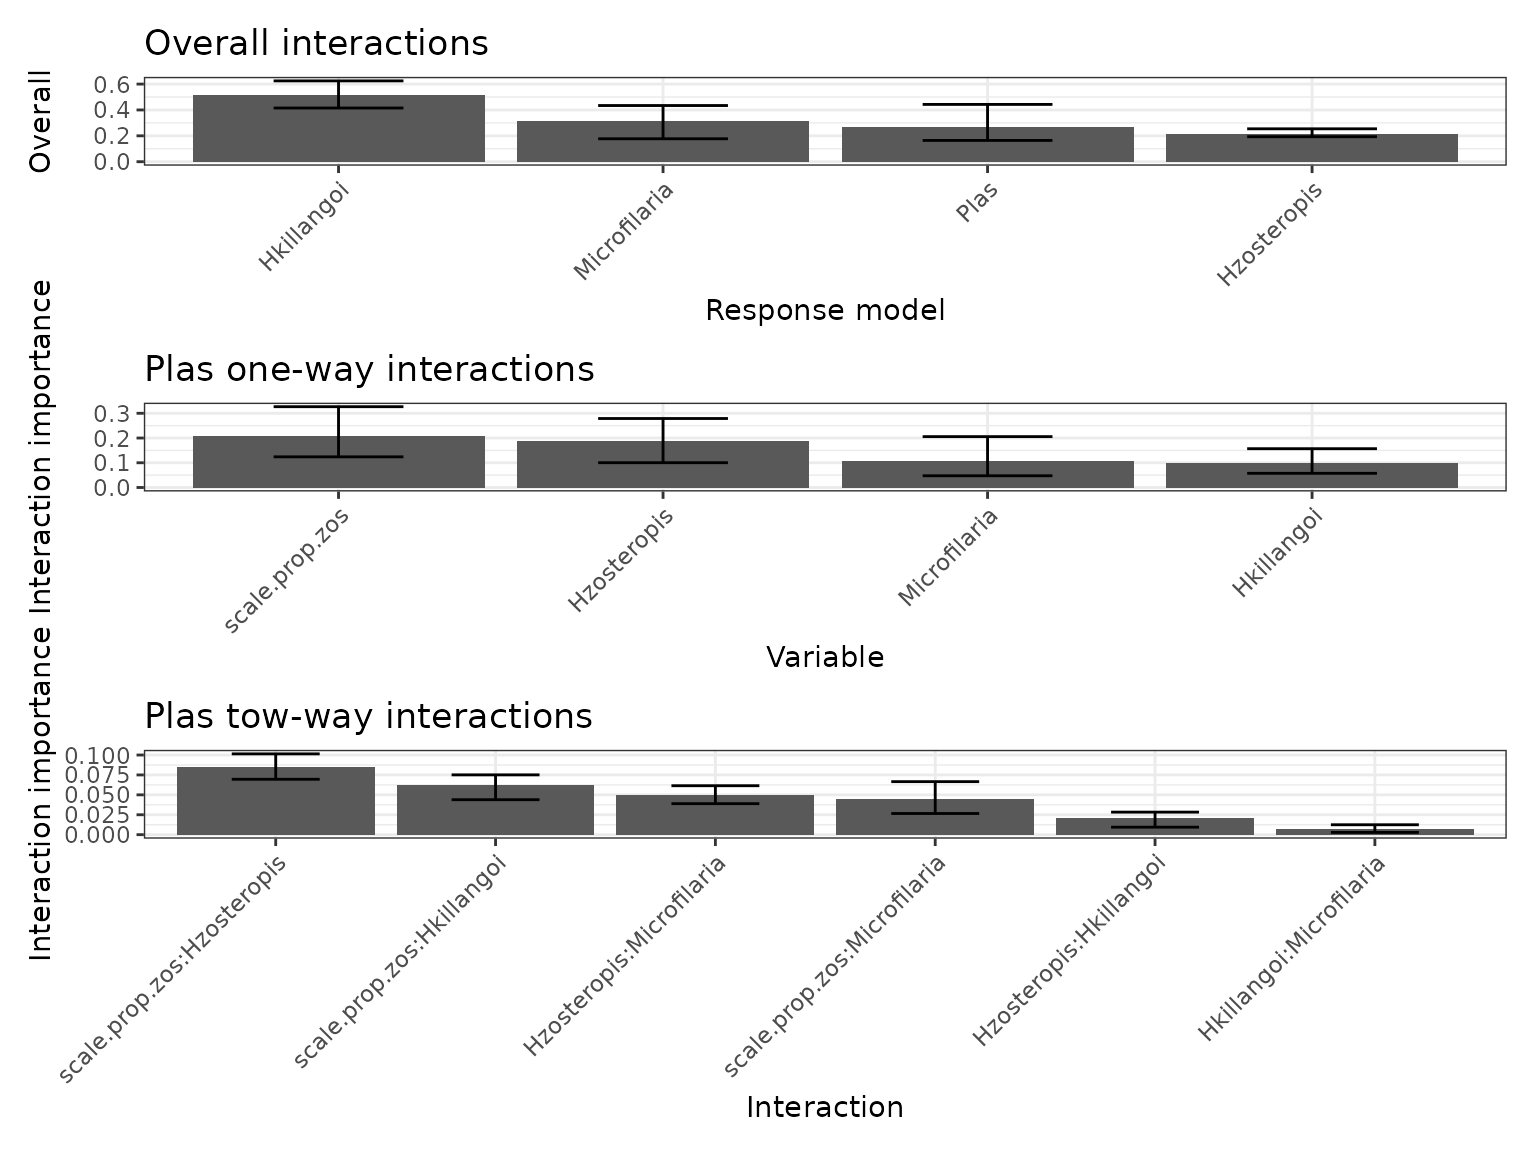 Overall interactions
Overall
0.6
0.4
0.2
0.0
Hkillangoi
Microfilaria
Plas
Hzosteropis
Response model
Plas one-way interactions
Interaction importance
0.3
0.2
0.1
0.0
scale.prop.zos
Hzosteropis
Microfilaria
Hkillangoi
Variable
Plas tow-way interactions
Interaction importance
0.100
0.075
0.050
0.025
0.000
scale.prop.zos:Hzosteropis
scale.prop.zos:Hkillangoi
Hzosteropis:Microfilaria
scale.prop.zos:Microfilaria
Hzosteropis:Hkillangoi
Hkillangoi:Microfilaria
Interaction